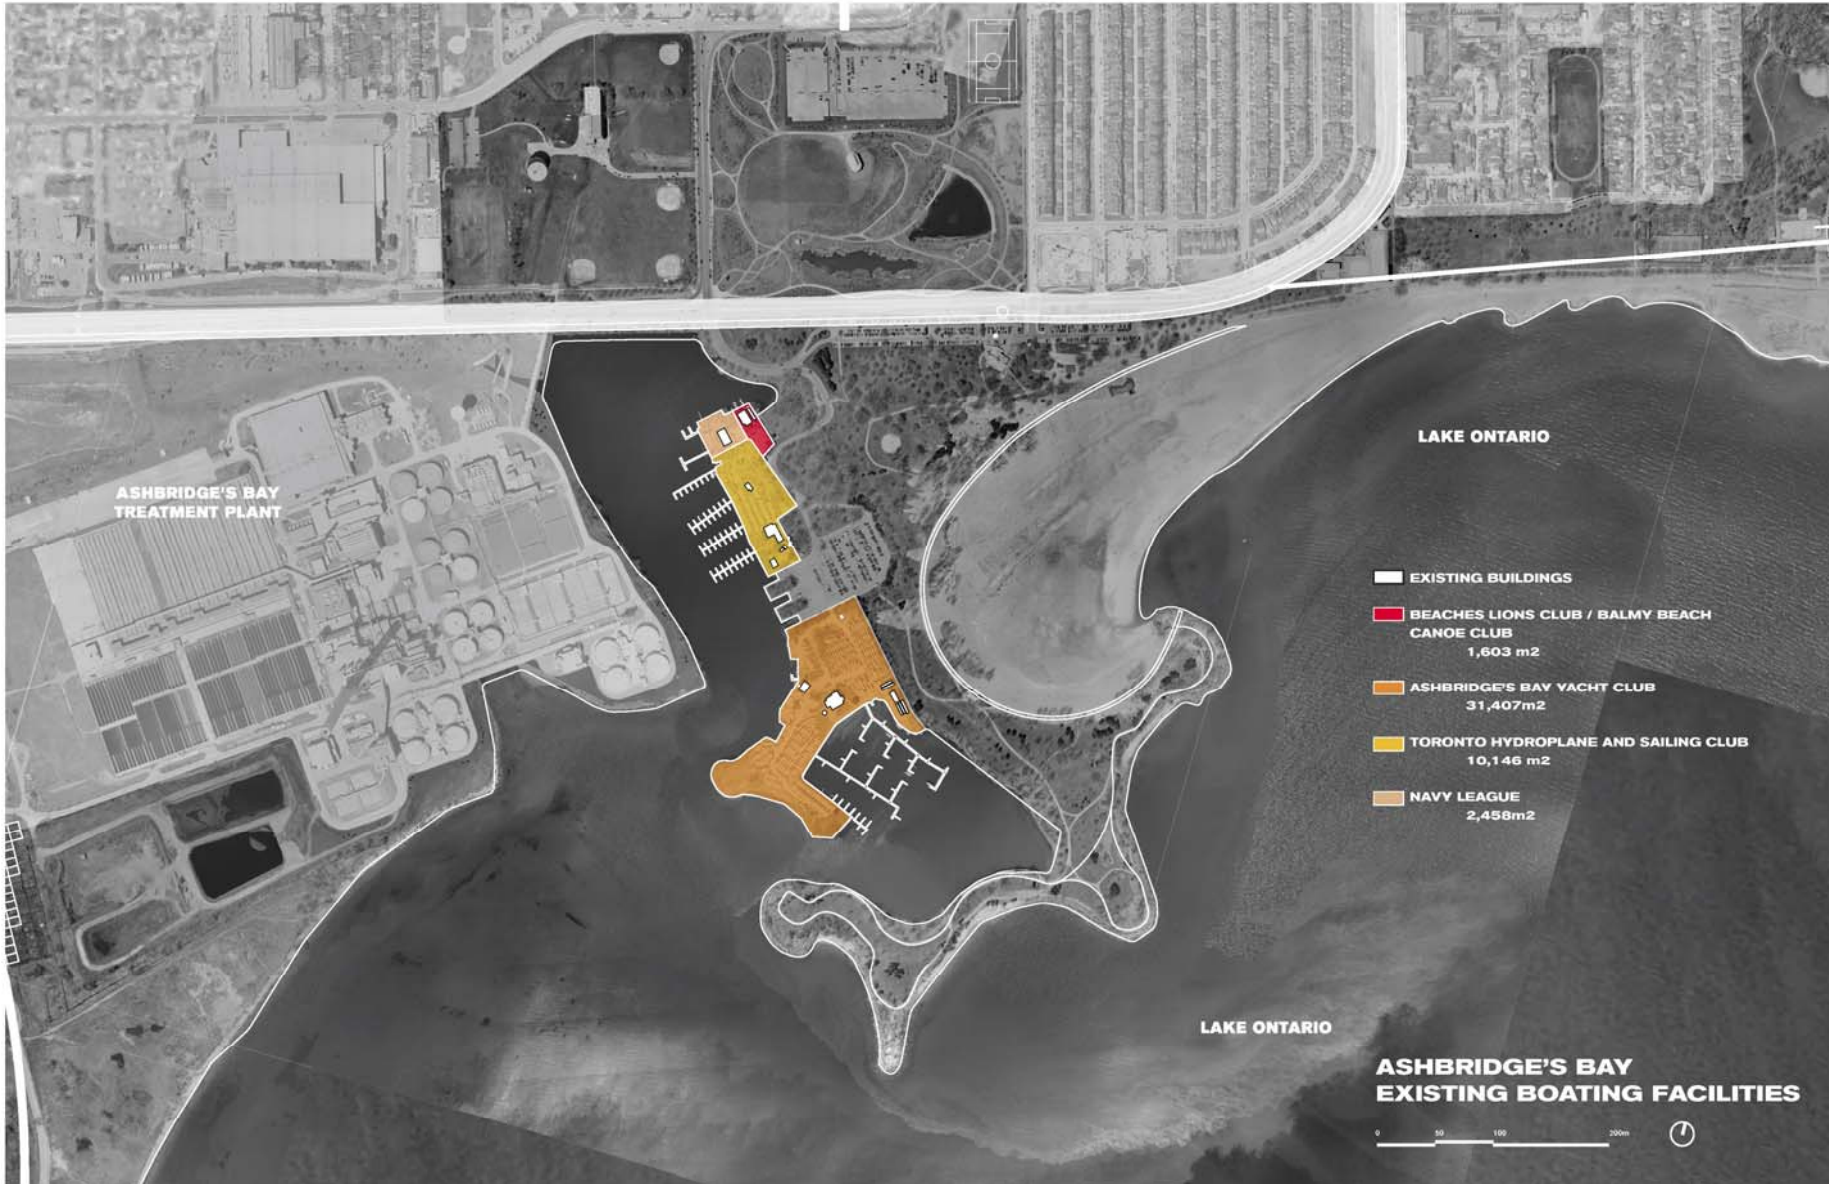 LAKE ONTARIO
ASHBRIDGE'S BAY
TREATMENT PLANT
EXISTING BUILDINGS
BEACHES LIONS CLUB / BALMY BEACH
CANOE CLUB
1,603 m2
ASHBRIDGE'S BAY YACHT CLUB
31,407m2
TORONTO HYDROPLANE AND SAILING CLUB
10,146 m2
NAVY LEAGUE
2,458m2
LAKE ONTARIO
ASHBRIDGE'S BAY
EXISTING BOATING FACILITIES
0 50 100 200m